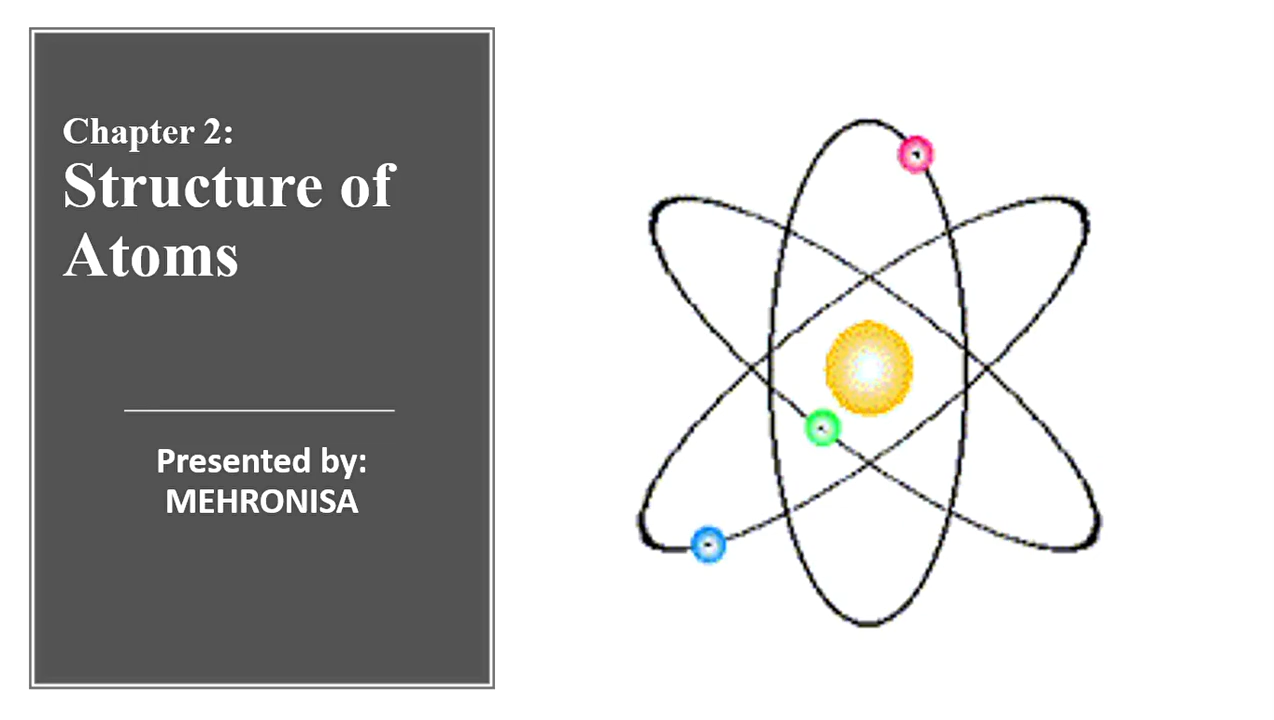 Chapter 2:
Structure of
Atoms
Presented by:
MEHRONISA